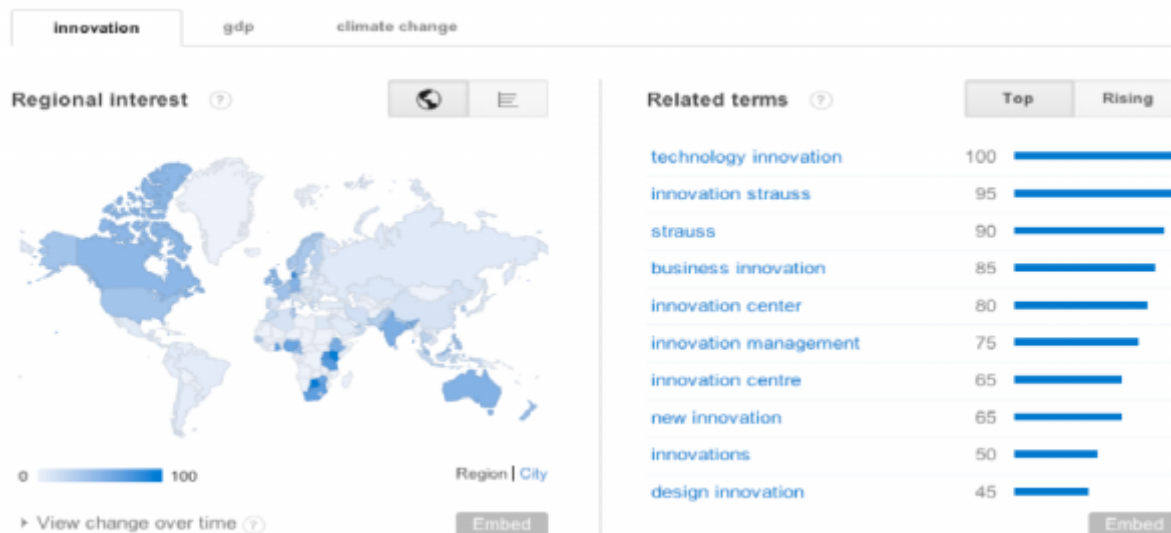 innovation gdp climate change
Regional interest ?
Related terms ? Top Rising
technology innovation 100
innovation strauss 95
strauss 90
business innovation 85
innovation center 80
innovation management 75
innovation centre 65
new innovation 65
innovations 50
design innovation 45
0 100 Region | City
View change over time ? Embed
Embed